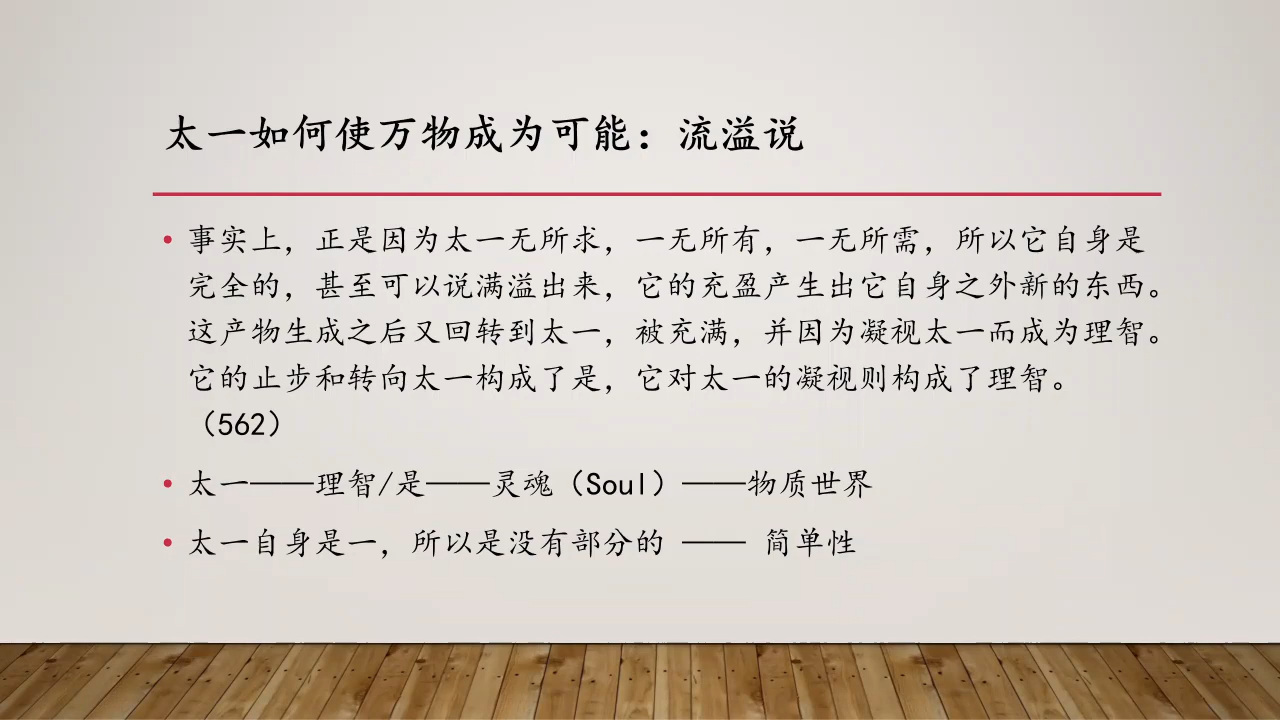 太一如何使万物成为可能：流溢说
• 事实上，正是因为太一无所求，一无所有，一无所需，所以它自身是
完全的，甚至可以说满溢出来，它的充盈产生出它自身之外新的东西。
这产物生成之后又回转到太一，被充满，并因为凝视太一而成为理智。
它的止步和转向太一构成了是，它对太一的凝视则构成了理智。
（562）
• 太一——理智/是——灵魂（Soul）——物质世界
• 太一自身是一，所以是没有部分的 —— 简单性